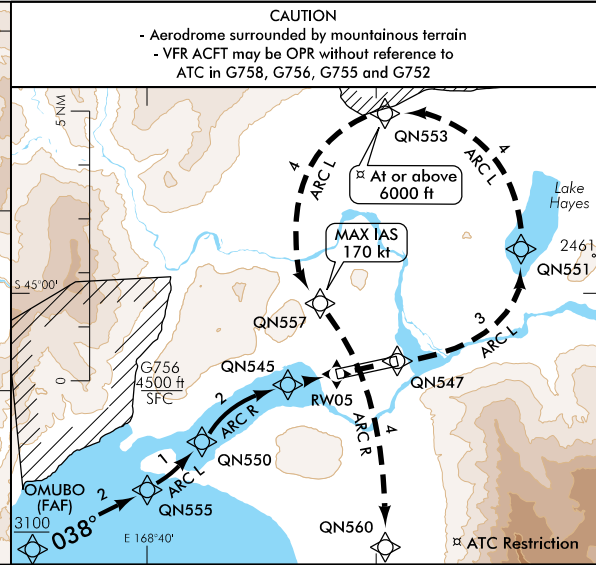 CAUTION
- Aerodrome surrounded by mountainous terrain
- VFR ACFT may be OPR without reference to
ATC in G758, G756, G755 and G752
5 NM
QN553
4
ARC L
4
ARC L
¤ At or above
6000 ft
Lake
Hayes
MAX IAS
170 kt
2461
QN551
S 45°00'
QN557
3
ARC L
G756
4500 ft
SFC
QN545
RW05
QN547
2
ARC R
0
4
ARC R
QN550
1
ARC L
OMUBO
(FAF)
2
QN555
3100
038°
E 168°40'
QN560
¤ ATC Restriction